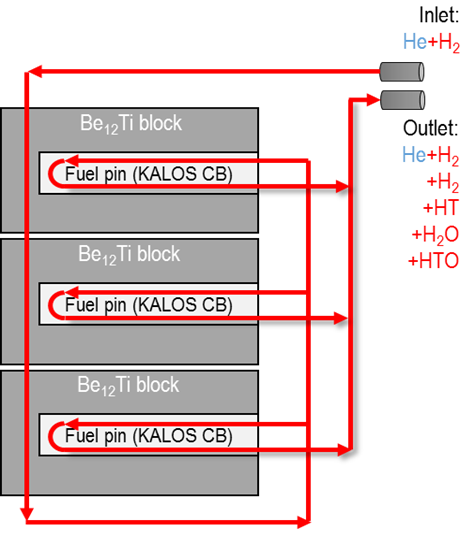 Inlet:
He+H₂
Outlet:
He+H₂
+H₂
+HT
+H₂O
+HTO
Be₁₂Ti block
Fuel pin (KALOS CB)
Be₁₂Ti block
Fuel pin (KALOS CB)
Be₁₂Ti block
Fuel pin (KALOS CB)